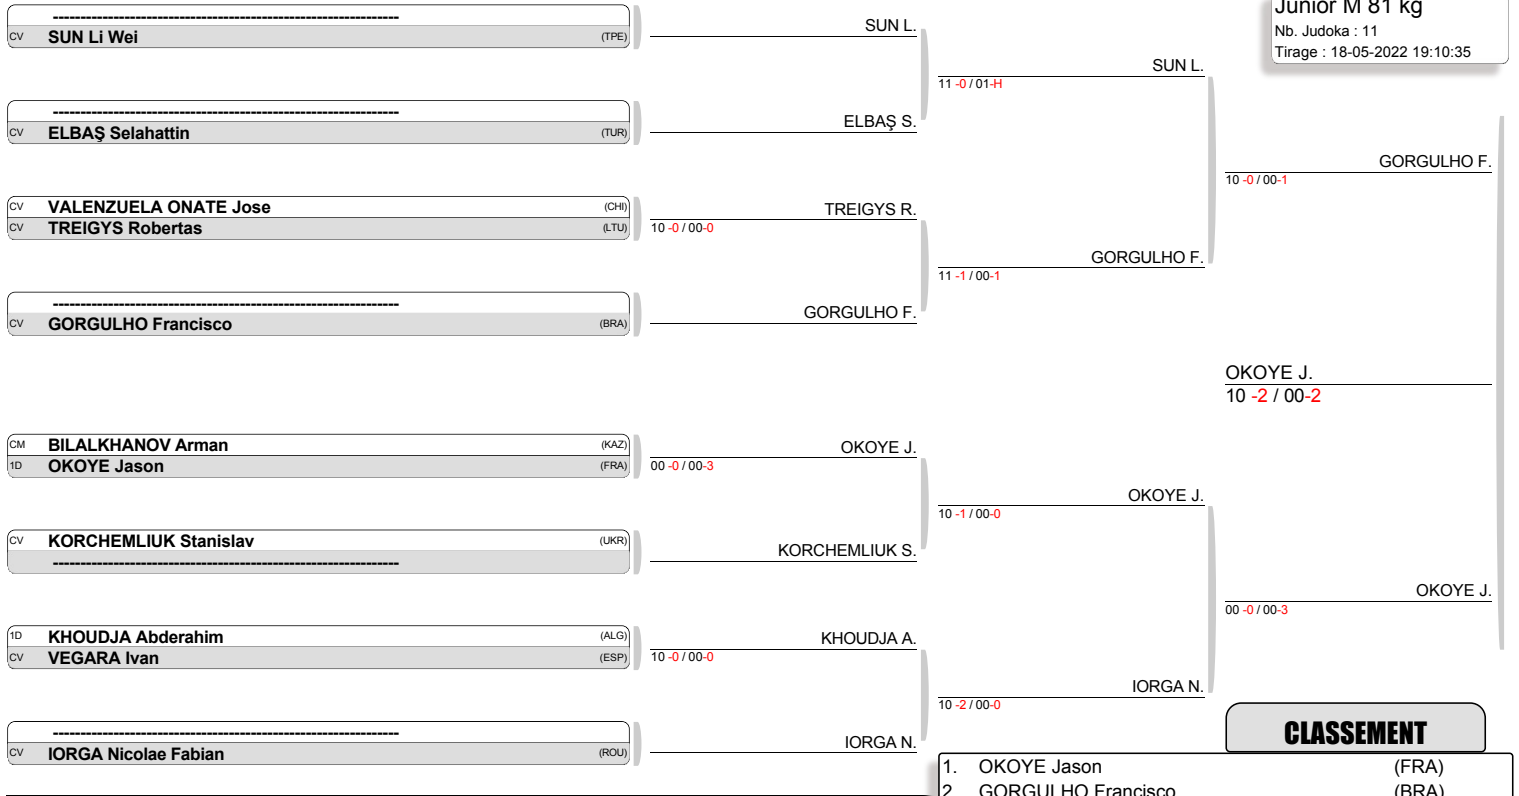 Junior M 81 kg
Nb. Judoka : 11
Tirage : 18-05-2022 19:10:35
----------------------------------------------------------------
CV SUN Li Wei (TPE)
----------------------------------------------------------------
CV ELBAŞ Selahattin (TUR)
CV VALENZUELA ONATE Jose (CHI)
CV TREIGYS Robertas (LTU)
----------------------------------------------------------------
CV GORGULHO Francisco (BRA)
CM BILALKHANOV Arman (KAZ)
1D OKOYE Jason (FRA)
CV KORCHEMLIUK Stanislav (UKR)
----------------------------------------------------------------
1D KHOUDJA Abderahim (ALG)
CV VEGARA Ivan (ESP)
----------------------------------------------------------------
CV IORGA Nicolae Fabian (ROU)
SUN L.
ELBAŞ S.
TREIGYS R.
10 -0 / 00-0
GORGULHO F.
OKOYE J.
00 -0 / 00-3
KORCHEMLIUK S.
KHOUDJA A.
10 -0 / 00-0
IORGA N.
SUN L.
11 -0 / 01-H
GORGULHO F.
11 -1 / 00-1
OKOYE J.
10 -1 / 00-0
IORGA N.
10 -2 / 00-0
GORGULHO F.
10 -0 / 00-1
OKOYE J.
10 -2 / 00-2
OKOYE J.
00 -0 / 00-3
CLASSEMENT
1. OKOYE Jason (FRA)
2. GORGULHO Francisco (BRA)